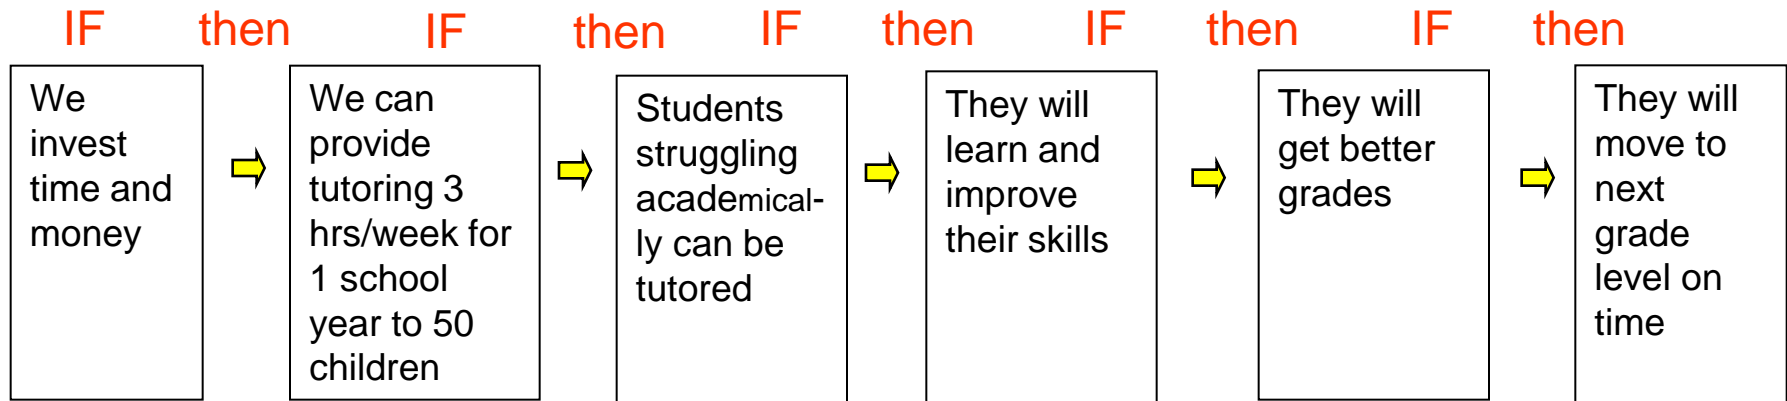 IF then IF then IF then IF then IF then
We
invest
time and
money
We can
provide
tutoring 3
hrs/week for
1 school
year to 50
children
Students
struggling
academical-
ly can be
tutored
They will
learn and
improve
their skills
They will
get better
grades
They will
move to
next
grade
level on
time